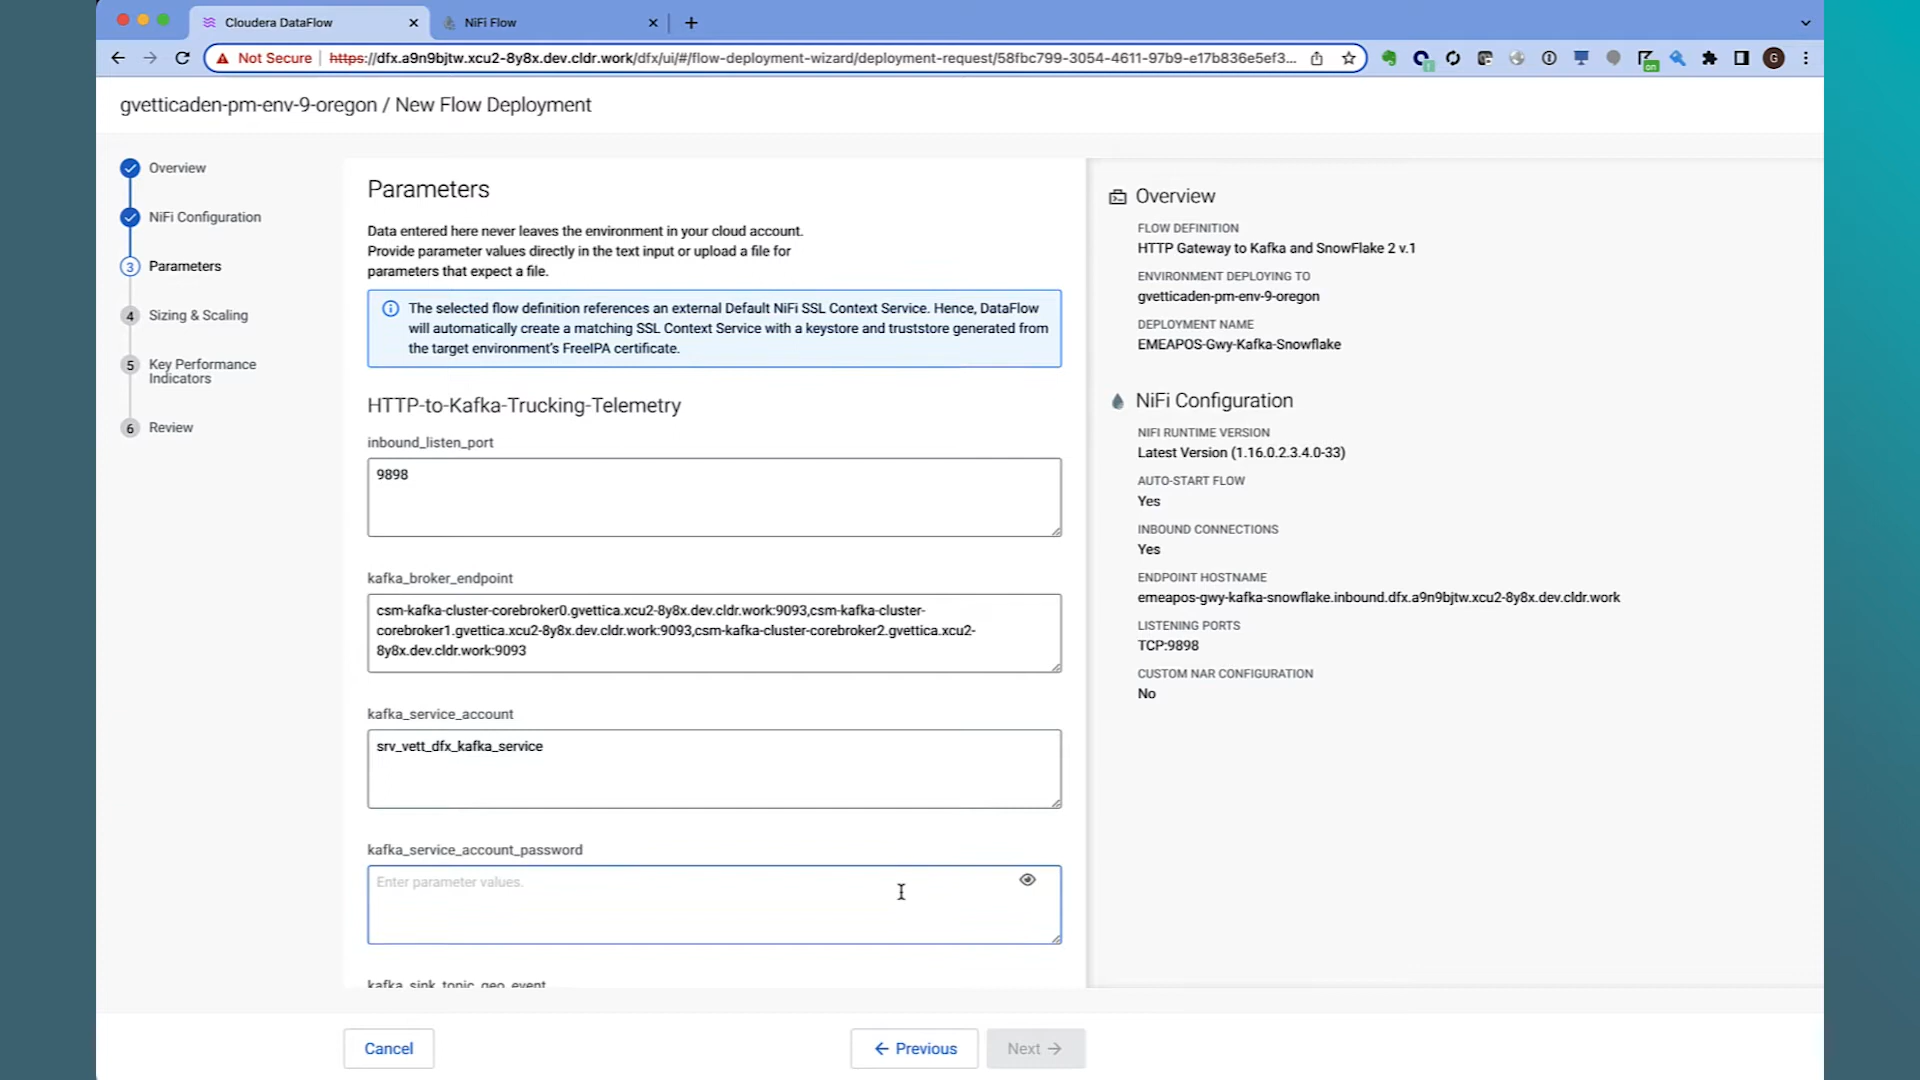 Cloudera DataFlow
NiFi Flow
Not Secure
https://dfx.a9n9bjtw.xcu2-8y8x.dev.cldr.work/dfx/ui/#/flow-deployment-wizard/deployment-request/58fbc799-3054-4611-97b9-e17b836e5ef3...
G
on
gvetticaden-pm-env-9-oregon / New Flow Deployment
Overview
NiFi Configuration
3 Parameters
4 Sizing & Scaling
5 Key Performance
Indicators
6 Review
Parameters
Data entered here never leaves the environment in your cloud account.
Provide parameter values directly in the text input or upload a file for
parameters that expect a file.
The selected flow definition references an external Default NiFi SSL Context Service. Hence, DataFlow
will automatically create a matching SSL Context Service with a keystore and truststore generated from
the target environment's FreeIPA certificate.
HTTP-to-Kafka-Trucking-Telemetry
inbound_listen_port
9898
kafka_broker_endpoint
csm-kafka-cluster-corebroker0.gvettica.xcu2-8y8x.dev.cldr.work:9093,csm-kafka-cluster-
corebroker1.gvettica.xcu2-8y8x.dev.cldr.work:9093,csm-kafka-cluster-corebroker2.gvettica.xcu2-
8y8x.dev.cldr.work:9093
kafka_service_account
srv_vett_dfx_kafka_service
kafka_service_account_password
Enter parameter values.
kafka_sink_topic_geo_event
Overview
FLOW DEFINITION
HTTP Gateway to Kafka and SnowFlake 2 v.1
ENVIRONMENT DEPLOYING TO
gvetticaden-pm-env-9-oregon
DEPLOYMENT NAME
EMEAPOS-Gwy-Kafka-Snowflake
NiFi Configuration
NIFI RUNTIME VERSION
Latest Version (1.16.0.2.3.4.0-33)
AUTO-START FLOW
Yes
INBOUND CONNECTIONS
Yes
ENDPOINT HOSTNAME
emeapos-gwy-kafka-snowflake.inbound.dfx.a9n9bjtw.xcu2-8y8x.dev.cldr.work
LISTENING PORTS
TCP:9898
CUSTOM NAR CONFIGURATION
No
Cancel
Previous
Next